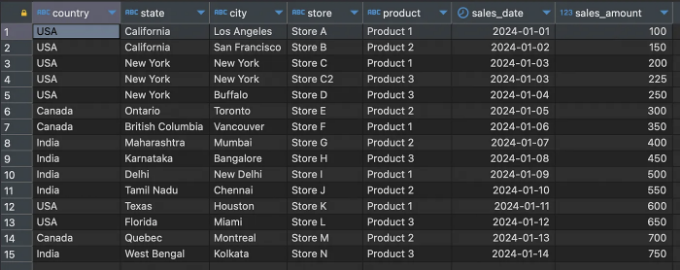 ABC country ABC state ABC city ABC store ABC product sales_date 123 sales_amount
1 USA California Los Angeles Store A Product 1 2024-01-01 100
2 USA California San Francisco Store B Product 2 2024-01-02 150
3 USA New York New York Store C Product 1 2024-01-03 200
4 USA New York New York Store C2 Product 3 2024-01-03 225
5 USA New York Buffalo Store D Product 3 2024-01-04 250
6 Canada Ontario Toronto Store E Product 2 2024-01-05 300
7 Canada British Columbia Vancouver Store F Product 1 2024-01-06 350
8 India Maharashtra Mumbai Store G Product 2 2024-01-07 400
9 India Karnataka Bangalore Store H Product 3 2024-01-08 450
10 India Delhi New Delhi Store I Product 1 2024-01-09 500
11 India Tamil Nadu Chennai Store J Product 2 2024-01-10 550
12 USA Texas Houston Store K Product 1 2024-01-11 600
13 USA Florida Miami Store L Product 3 2024-01-12 650
14 Canada Quebec Montreal Store M Product 2 2024-01-13 700
15 India West Bengal Kolkata Store N Product 3 2024-01-14 750